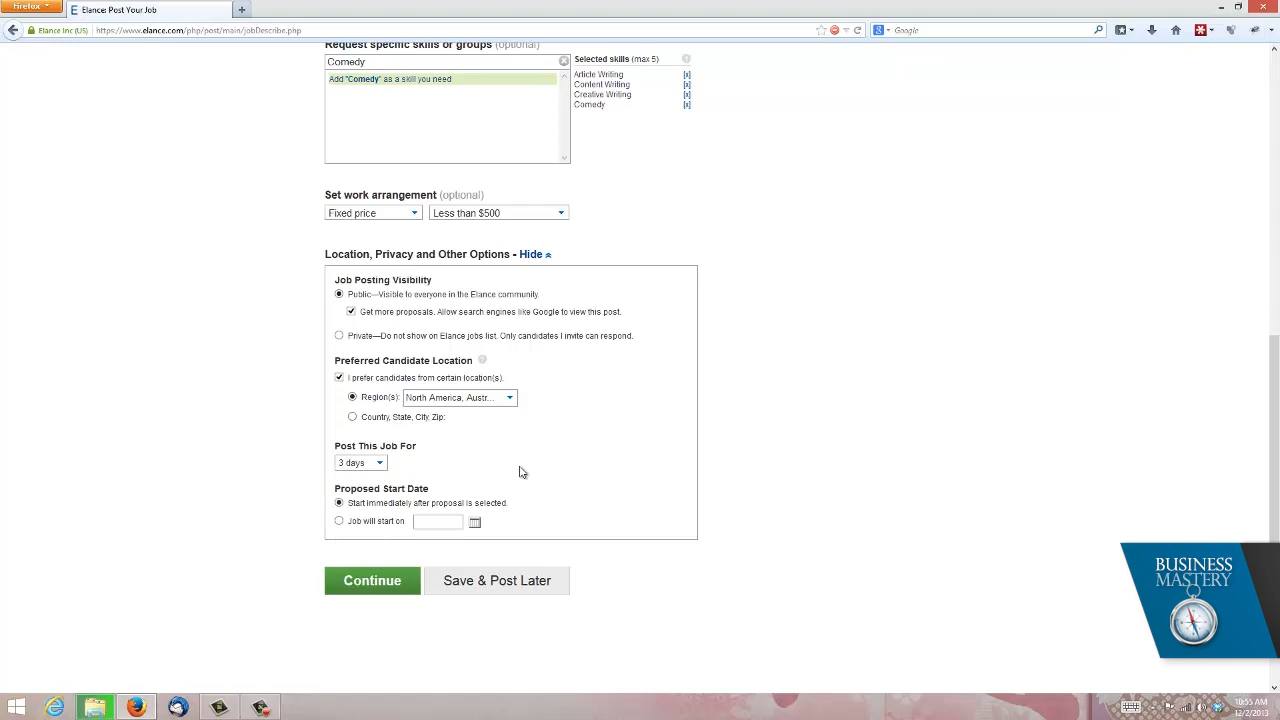 Firefox
Elance: Post Your Job
Elance Inc (US)
https://www.elance.com/php/post/main/jobDescribe.php
Google
Request specific skills or groups (optional)
Comedy
Add "Comedy" as a skill you need
Selected skills (max 5)
Article Writing [x]
Content Writing [x]
Creative Writing [x]
Comedy [x]
Set work arrangement (optional)
Fixed price
Less than $500
Location, Privacy and Other Options - Hide
Job Posting Visibility
Public—Visible to everyone in the Elance community.
Get more proposals. Allow search engines like Google to view this post.
Private—Do not show on Elance jobs list. Only candidates I invite can respond.
Preferred Candidate Location
I prefer candidates from certain location(s).
Region(s): North America, Austr...
Country, State, City, Zip:
Post This Job For
3 days
Proposed Start Date
Start immediately after proposal is selected.
Job will start on
Continue
Save & Post Later
BUSINESS
MASTERY
10:55 AM
12/2/2013